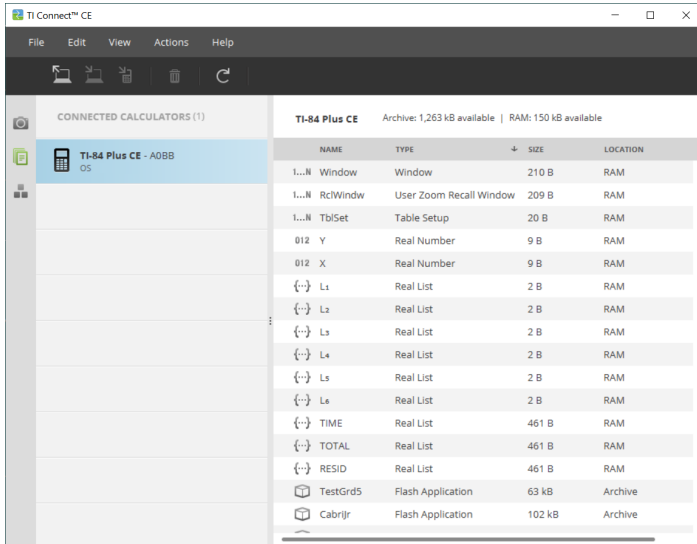 TI Connect™ CE
File Edit View Actions Help
CONNECTED CALCULATORS (1)
TI-84 Plus CE - A0BB
OS
TI-84 Plus CE Archive: 1,263 kB available | RAM: 150 kB available
NAME TYPE SIZE LOCATION
1...N Window Window 210 B RAM
1...N RclWindw User Zoom Recall Window 209 B RAM
1...N TblSet Table Setup 20 B RAM
012 Y Real Number 9 B RAM
012 X Real Number 9 B RAM
{...} L₁ Real List 2 B RAM
{...} L₂ Real List 2 B RAM
{...} L₃ Real List 2 B RAM
{...} L₄ Real List 2 B RAM
{...} L₅ Real List 2 B RAM
{...} L₆ Real List 2 B RAM
{...} TIME Real List 461 B RAM
{...} TOTAL Real List 461 B RAM
{...} RESID Real List 461 B RAM
TestGrd5 Flash Application 63 kB Archive
CabriJr Flash Application 102 kB Archive